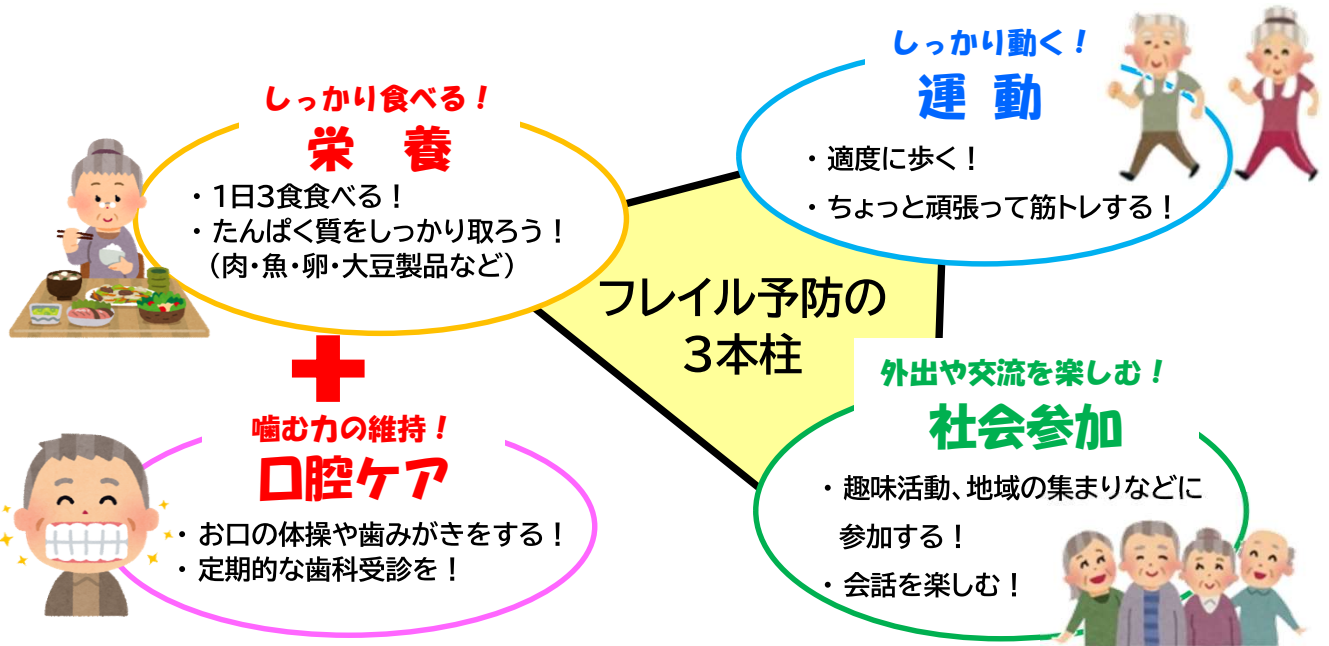 しっかり食べる！
栄　養
・１日３食食べる！
・たんぱく質をしっかり取ろう！
（肉・魚・卵・大豆製品など）
噛む力の維持！
口腔ケア
・お口の体操や歯みがきをする！
・定期的な歯科受診を！
フレイル予防の
３本柱
しっかり動く！
運 動
・適度に歩く！
・ちょっと頑張って筋トレする！
外出や交流を楽しむ！
社会参加
・趣味活動、地域の集まりなどに
参加する！
・会話を楽しむ！